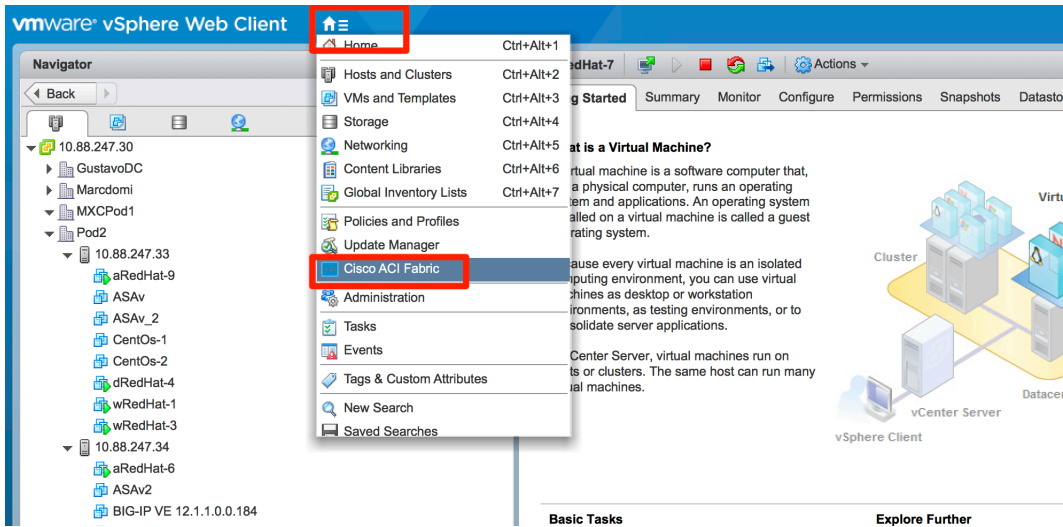 vmware® vSphere Web Client
Navigator
Back
10.88.247.30
GustavoDC
Marcdomi
MXCPod1
Pod2
10.88.247.33
aRedHat-9
ASAv
ASAv_2
CentOs-1
CentOs-2
dRedHat-4
wRedHat-1
wRedHat-3
10.88.247.34
aRedHat-6
ASAv2
BIG-IP VE 12.1.1.0.0.184
Home Ctrl+Alt+1
Hosts and Clusters Ctrl+Alt+2
VMs and Templates Ctrl+Alt+3
Storage Ctrl+Alt+4
Networking Ctrl+Alt+5
Content Libraries Ctrl+Alt+6
Global Inventory Lists Ctrl+Alt+7
Policies and Profiles
Update Manager
Cisco ACI Fabric
Administration
Tasks
Events
Tags & Custom Attributes
New Search
Saved Searches
edHat-7 Actions
g Started Summary Monitor Configure Permissions Snapshots Datasto
at is a Virtual Machine?
rtual machine is a software computer that,
a physical computer, runs an operating
tem and applications. An operating system
alled on a virtual machine is called a guest
rating system.
ause every virtual machine is an isolated
puting environment, you can use virtual
chines as desktop or workstation
ironments, as testing environments, or to
solidate server applications.
Center Server, virtual machines run on
ts or clusters. The same host can run many
ual machines.
Virtu
Cluster
Datacen
vCenter Server
vSphere Client
Basic Tasks
Explore Further